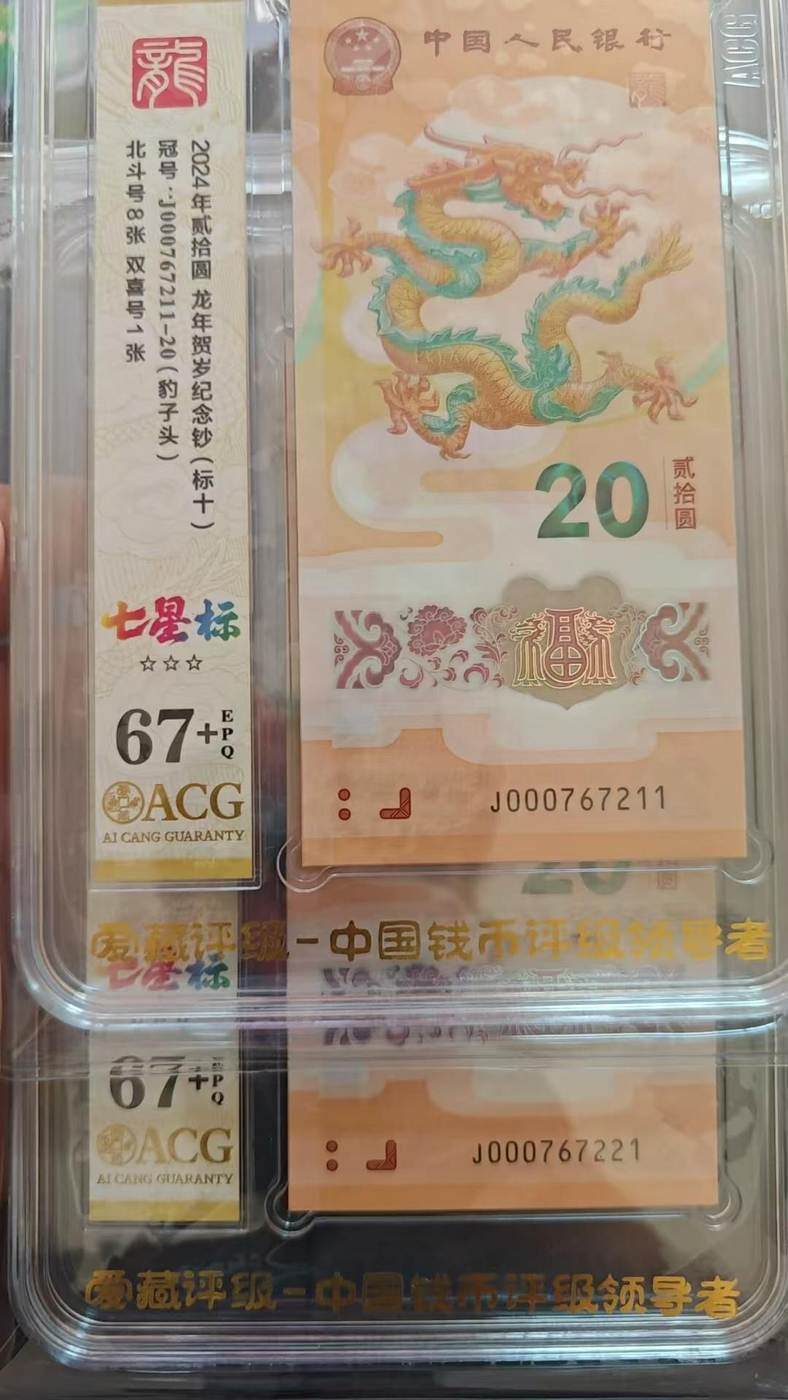 龍
2024年贰拾圆 龙年贺岁纪念钞(标十)
冠号:J000767211-20(豹子头)
北斗号8张 双喜号1张
七星标
☆☆☆
67+EPQ
ACG
AI CANG GUARANTY
ACG
中国人民银行
20
贰拾圆
福
J000767211
爱藏评级-中国钱币评级领导者
20
七星标
67+EPQ
ACG
AI CANG GUARANTY
J000767221
爱藏评级-中国钱币评级领导者